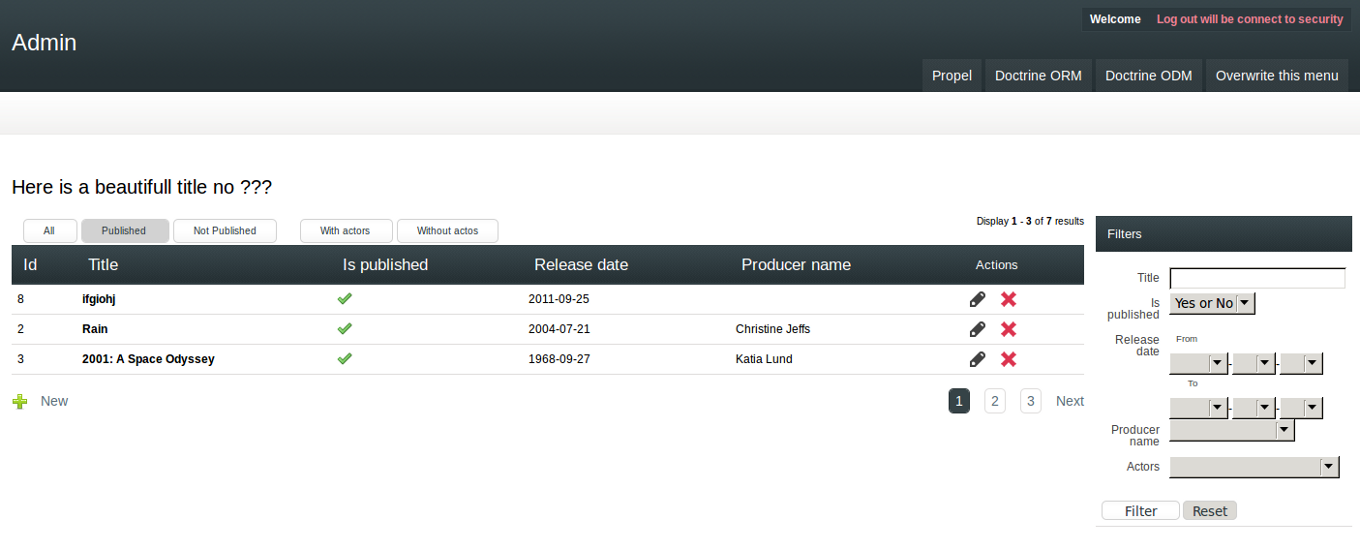 Welcome Log out will be connect to security
Admin
Propel Doctrine ORM Doctrine ODM Overwrite this menu
Here is a beautifull title no ???
Display 1 - 3 of 7 results
All Published Not Published With actors Without actos
Id Title Is published Release date Producer name Actions
8 ifgiohj 2011-09-25
2 Rain 2004-07-21 Christine Jeffs
3 2001: A Space Odyssey 1968-09-27 Katia Lund
New 1 2 3 Next
Filters
Title
Is
published
Yes or No
Release
date
From
- -
To
- -
Producer
name
Actors
Filter Reset